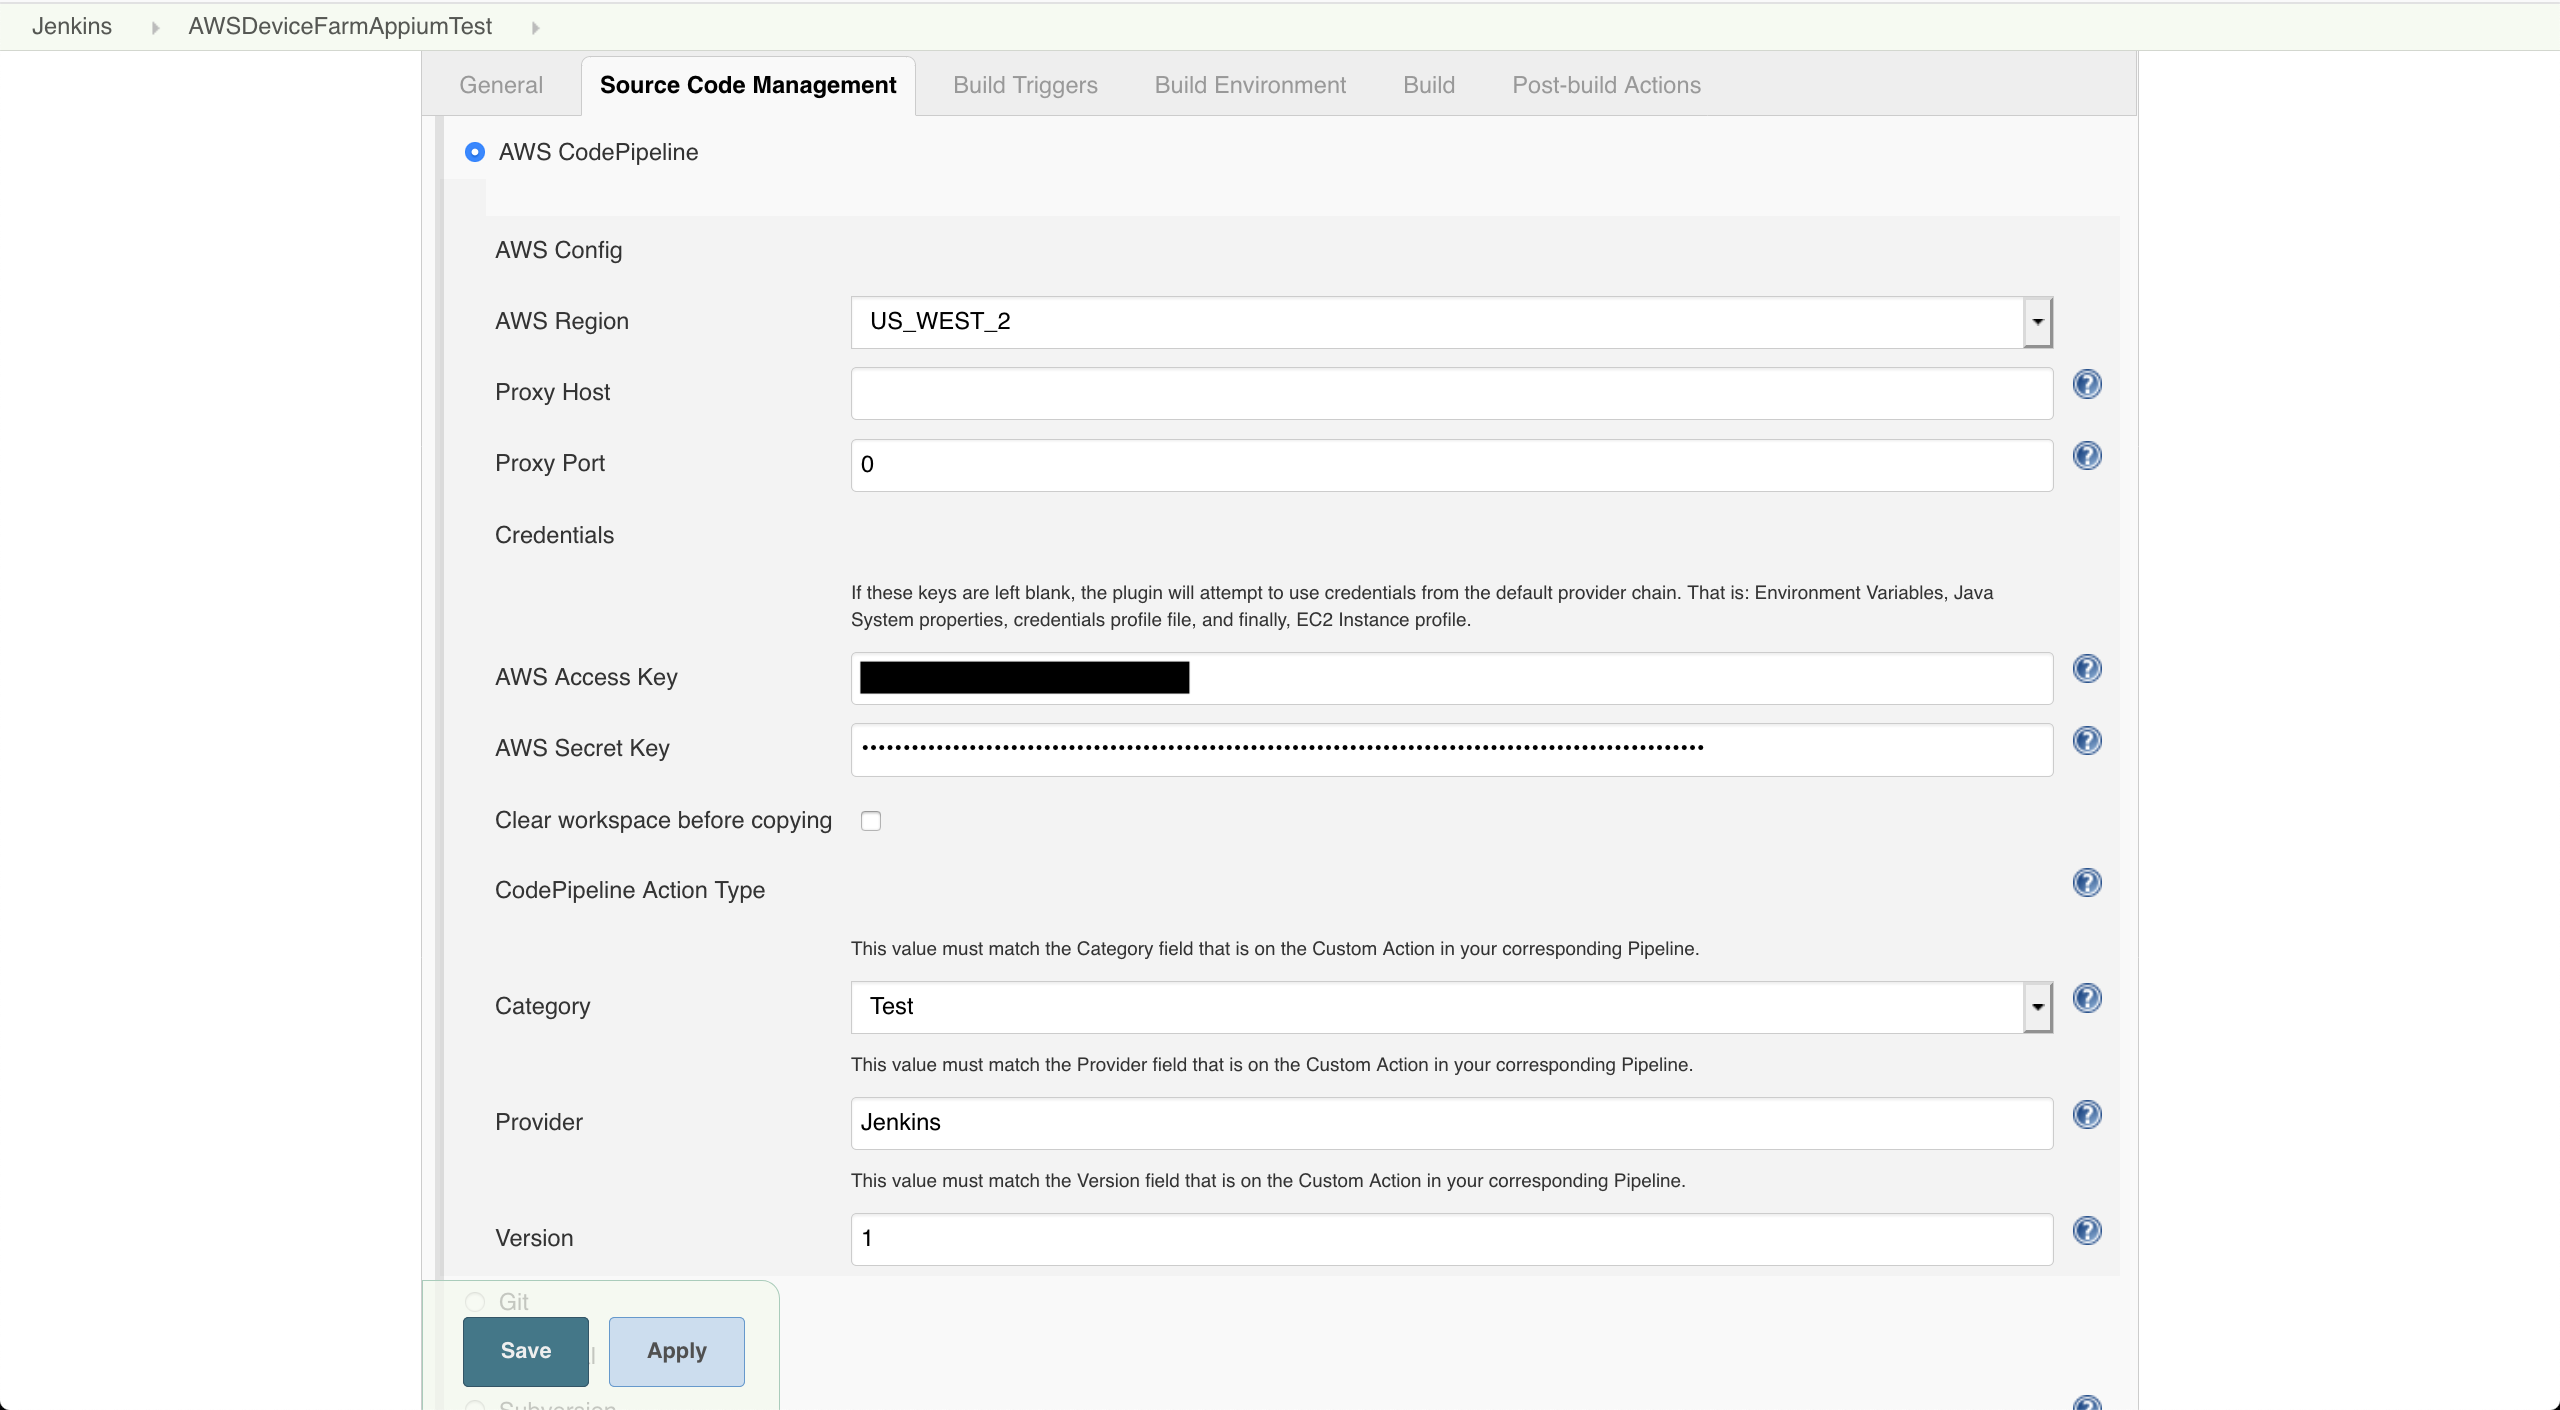 Jenkins
AWSDeviceFarmAppiumTest
General
Source Code Management
Build Triggers
Build Environment
Build
Post-build Actions
AWS CodePipeline
AWS Config
AWS Region
US_WEST_2
Proxy Host
Proxy Port
0
Credentials
If these keys are left blank, the plugin will attempt to use credentials from the default provider chain. That is: Environment Variables, Java
System properties, credentials profile file, and finally, EC2 Instance profile.
AWS Access Key
AWS Secret Key
••••••••••••••••••••••••••••••••••••••••••••••••••••••••••••••••••••••••••••••••••••••••••••••••••••••
Clear workspace before copying
CodePipeline Action Type
This value must match the Category field that is on the Custom Action in your corresponding Pipeline.
Category
Test
This value must match the Provider field that is on the Custom Action in your corresponding Pipeline.
Provider
Jenkins
This value must match the Version field that is on the Custom Action in your corresponding Pipeline.
Version
1
Git
Save
Apply
Subversion